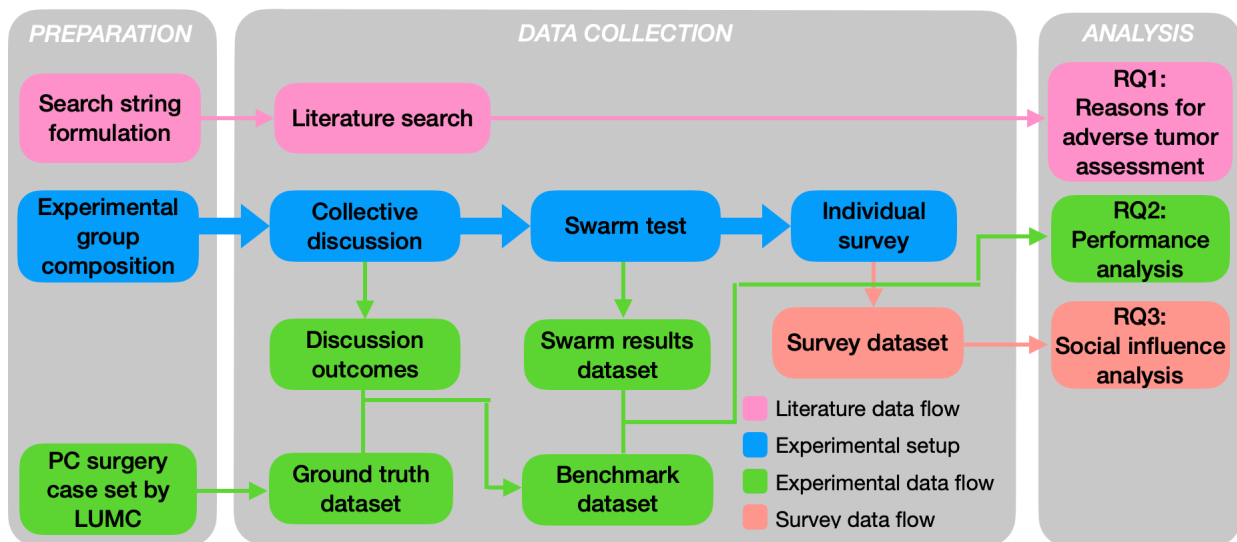 PREPARATION
DATA COLLECTION
ANALYSIS
Search string
formulation
Literature search
RQ1:
Reasons for
adverse tumor
assessment
Experimental
group
composition
Collective
discussion
Swarm test
Individual
survey
RQ2:
Performance
analysis
Discussion
outcomes
Swarm results
dataset
Survey dataset
RQ3:
Social influence
analysis
PC surgery
case set by
LUMC
Ground truth
dataset
Benchmark
dataset
Literature data flow
Experimental setup
Experimental data flow
Survey data flow